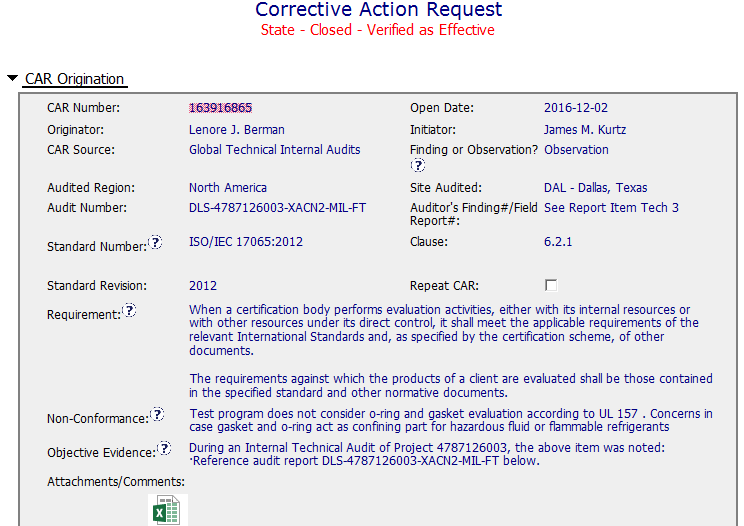 Corrective Action Request
State - Closed - Verified as Effective
CAR Origination
CAR Number: 163916865 Open Date: 2016-12-02
Originator: Lenore J. Berman Initiator: James M. Kurtz
CAR Source: Global Technical Internal Audits Finding or Observation? Observation
?
Audited Region: North America Site Audited: DAL - Dallas, Texas
Audit Number: DLS-4787126003-XACN2-MIL-FT Auditor's Finding#/Field See Report Item Tech 3
Report#:
Standard Number: ? ISO/IEC 17065:2012 Clause: 6.2.1
Standard Revision: 2012 Repeat CAR:
Requirement: ? When a certification body performs evaluation activities, either with its internal resources or
with other resources under its direct control, it shall meet the applicable requirements of the
relevant International Standards and, as specified by the certification scheme, of other
documents.
The requirements against which the products of a client are evaluated shall be those contained
in the specified standard and other normative documents.
Non-Conformance: ? Test program does not consider o-ring and gasket evaluation according to UL 157 . Concerns in
case gasket and o-ring act as confining part for hazardous fluid or flammable refrigerants
Objective Evidence: ? During an Internal Technical Audit of Project 4787126003, the above item was noted:
·Reference audit report DLS-4787126003-XACN2-MIL-FT below.
Attachments/Comments:
X